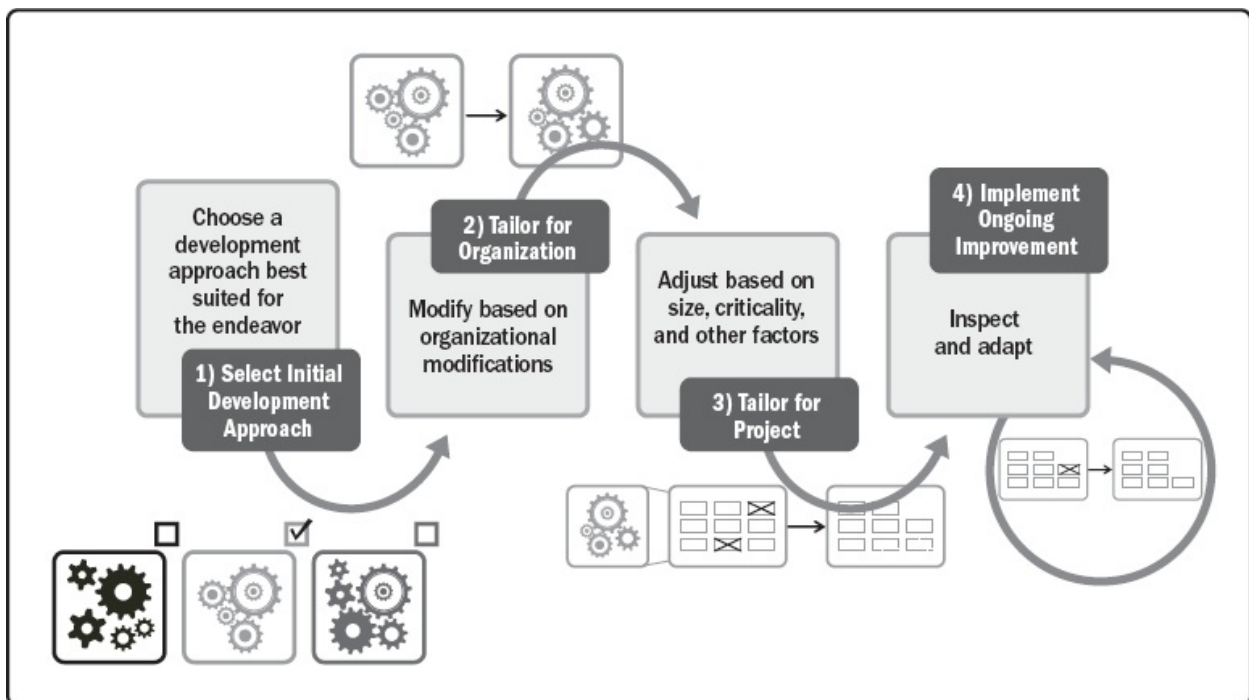 Choose a
development
approach best
suited for
the endeavor
1) Select Initial
Development
Approach
2) Tailor for
Organization
Modify based on
organizational
modifications
Adjust based on
size, criticality,
and other factors
3) Tailor for
Project
4) Implement
Ongoing
Improvement
Inspect
and adapt